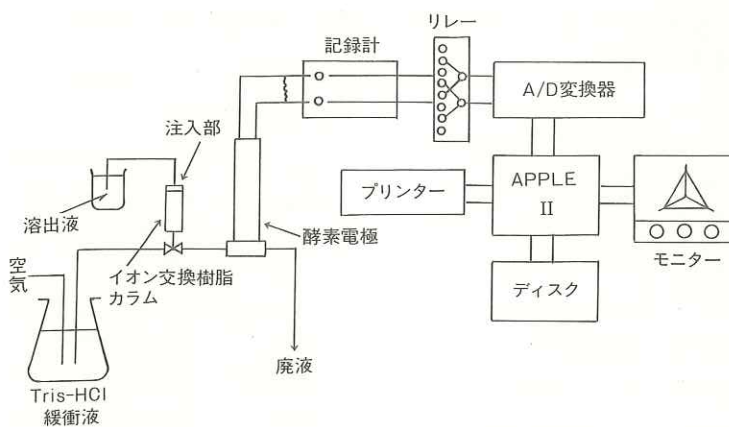 リレー
記録計
A/D変換器
注入部
プリンター
APPLE
II
溶出液
酵素電極
モニター
空
気
イオン交換樹脂
カラム
ディスク
廃液
Tris-HCl
緩衝液